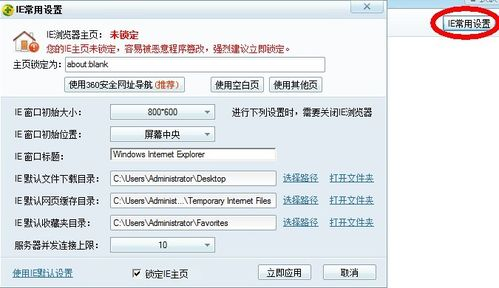 IE常用设置
IE常用设置
IE浏览器主页：未锁定
您的IE主页未锁定，容易被恶意程序篡改，强烈建议立即锁定。
主页锁定为： about:blank
使用360安全网址导航(推荐) 使用空白页 使用其他页
IE 窗口初始大小： 800*600 进行下列设置时，需要关闭IE浏览器
IE 窗口初始位置： 屏幕中央
IE 窗口标题： Windows Internet Explorer
IE 默认文件下载目录： C:\Users\Administrator\Desktop 选择路径 打开文件夹
IE 默认网页缓存目录： C:\Users\Administ...\Temporary Internet Files 选择路径 打开文件夹
IE 默认收藏夹目录： C:\Users\Administrator\Favorites 选择路径 打开文件夹
服务器并发连接上限： 10
使用IE默认设置 锁定IE主页 立即应用 取消